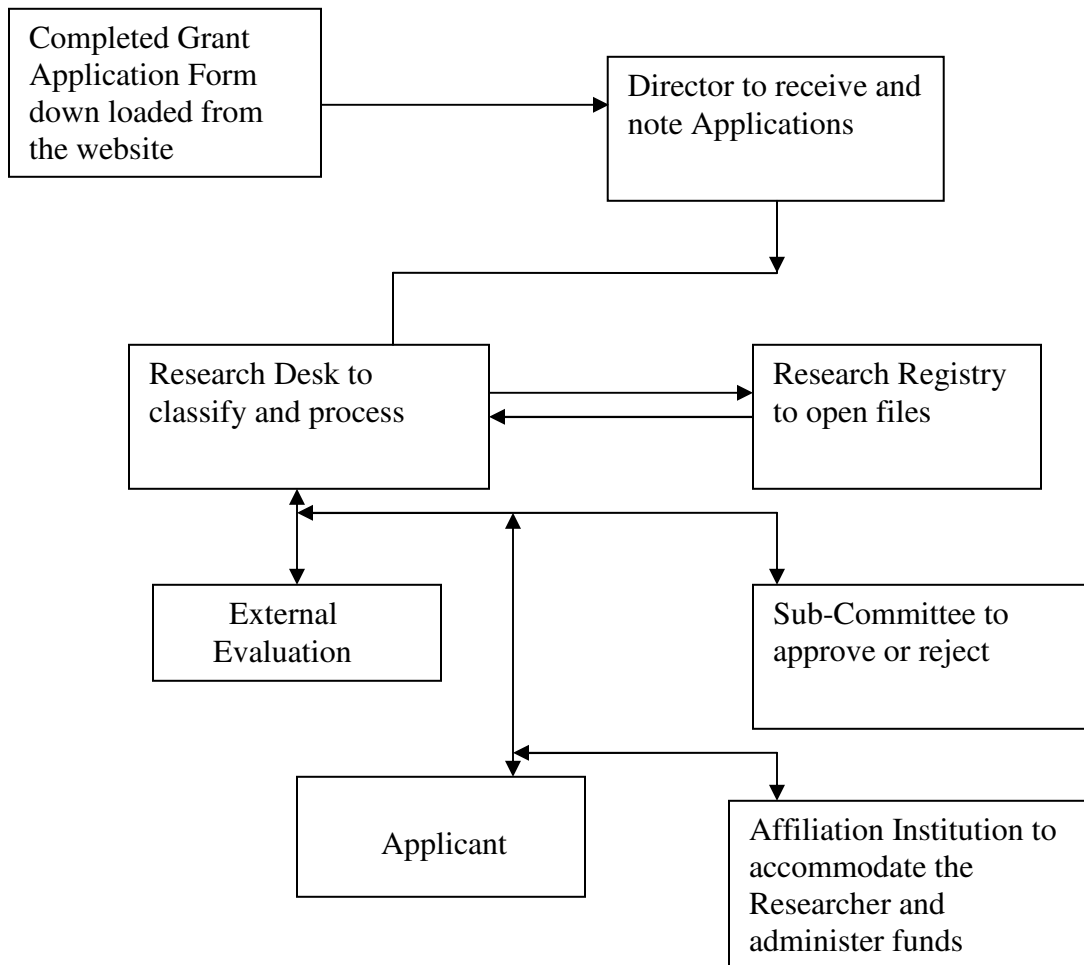 Completed Grant
Application Form
down loaded from
the website
Director to receive and
note Applications
Research Desk to
classify and process
Research Registry
to open files
External
Evaluation
Sub-Committee to
approve or reject
Applicant
Affiliation Institution to
accommodate the
Researcher and
administer funds